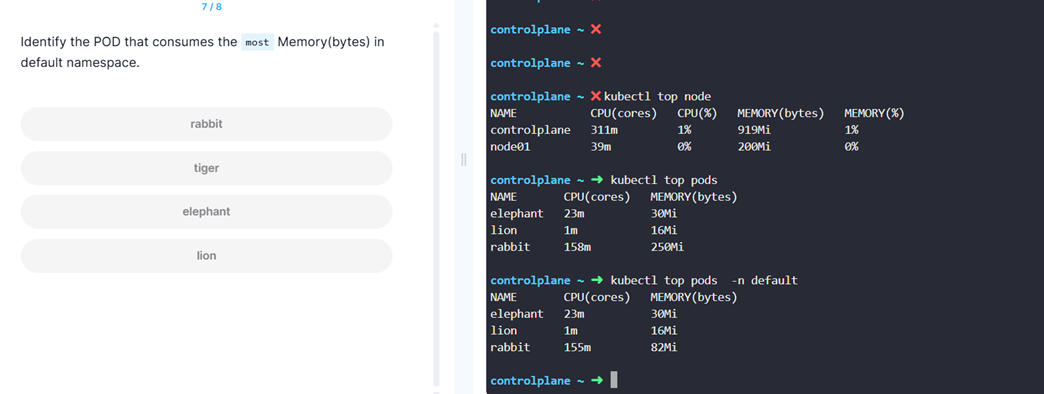 7 / 8
Identify the POD that consumes the most Memory(bytes) in
default namespace.
rabbit
tiger
elephant
lion
controlplane ~ ✖
controlplane ~ ✖
controlplane ~ ✖ kubectl top node
NAME CPU(cores) CPU(%) MEMORY(bytes) MEMORY(%)
controlplane 311m 1% 919Mi 1%
node01 39m 0% 200Mi 0%
controlplane ~ ➜ kubectl top pods
NAME CPU(cores) MEMORY(bytes)
elephant 23m 30Mi
lion 1m 16Mi
rabbit 158m 250Mi
controlplane ~ ➜ kubectl top pods -n default
NAME CPU(cores) MEMORY(bytes)
elephant 23m 30Mi
lion 1m 16Mi
rabbit 155m 82Mi
controlplane ~ ➜